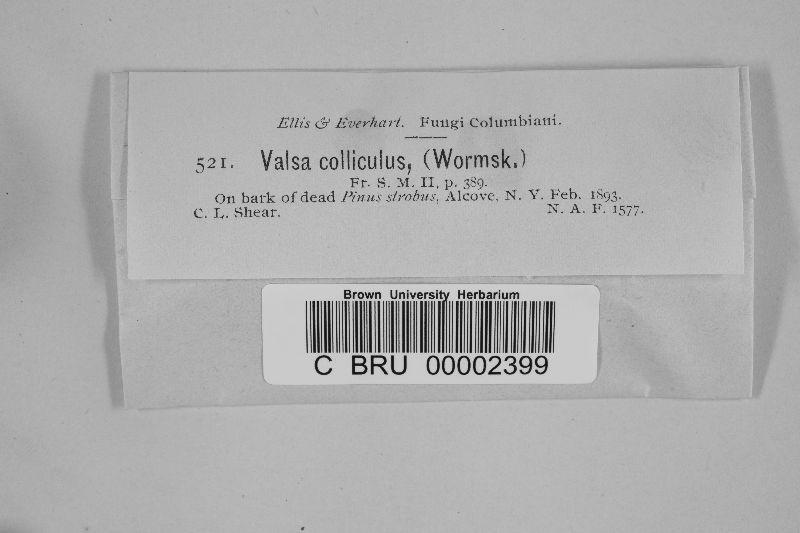 Ellis & Everhart. Fungi Columbiani.
521. Valsa colliculus, (Wormsk.)
Fr. S. M. II, p. 389.
On bark of dead Pinus strobus, Alcove, N. Y. Feb. 1893.
C. L. Shear. N. A. F. 1577.
Brown University Herbarium
C BRU 00002399